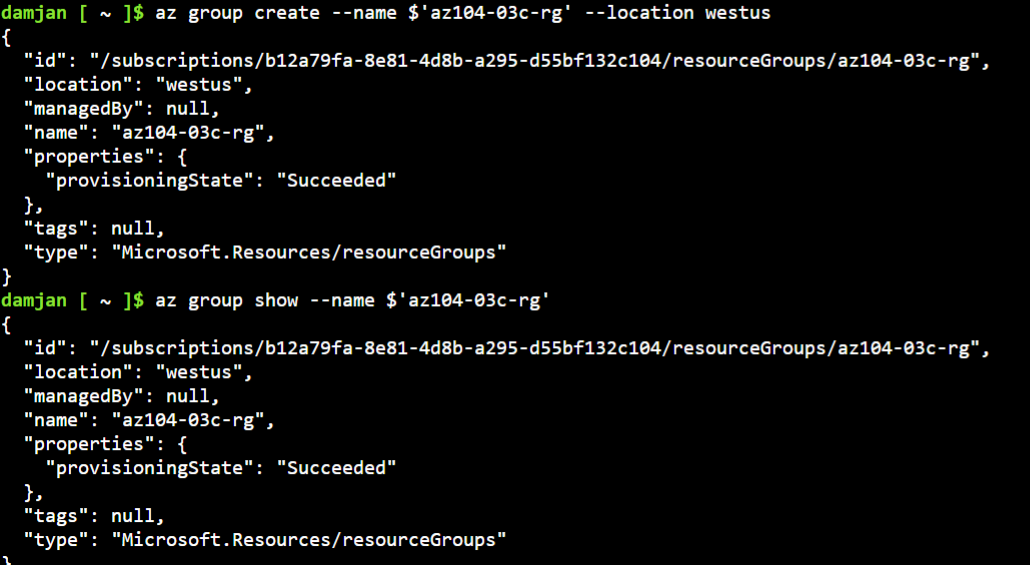 damjan [ ~ ]$ az group create --name $'az104-03c-rg' --location westus
{
  "id": "/subscriptions/b12a79fa-8e81-4d8b-a295-d55bf132c104/resourceGroups/az104-03c-rg",
  "location": "westus",
  "managedBy": null,
  "name": "az104-03c-rg",
  "properties": {
    "provisioningState": "Succeeded"
  },
  "tags": null,
  "type": "Microsoft.Resources/resourceGroups"
}
damjan [ ~ ]$ az group show --name $'az104-03c-rg'
{
  "id": "/subscriptions/b12a79fa-8e81-4d8b-a295-d55bf132c104/resourceGroups/az104-03c-rg",
  "location": "westus",
  "managedBy": null,
  "name": "az104-03c-rg",
  "properties": {
    "provisioningState": "Succeeded"
  },
  "tags": null,
  "type": "Microsoft.Resources/resourceGroups"
}